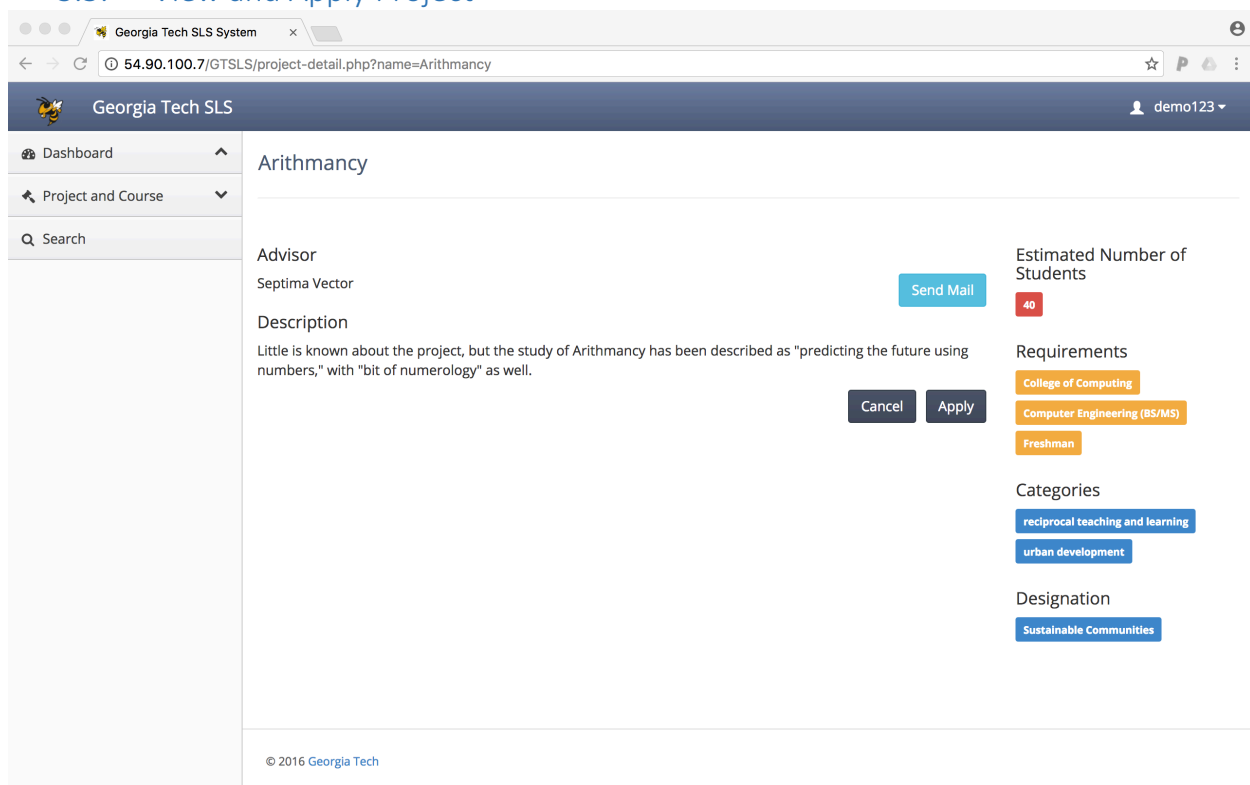 View and Apply Project
Georgia Tech SLS System
54.90.100.7/GTSLS/project-detail.php?name=Arithmancy
Georgia Tech SLS
demo123
Dashboard
Project and Course
Search
Arithmancy
Advisor
Septima Vector
Send Mail
Description
Little is known about the project, but the study of Arithmancy has been described as "predicting the future using
numbers," with "bit of numerology" as well.
Cancel
Apply
Estimated Number of
Students
40
Requirements
College of Computing
Computer Engineering (BS/MS)
Freshman
Categories
reciprocal teaching and learning
urban development
Designation
Sustainable Communities
© 2016 Georgia Tech